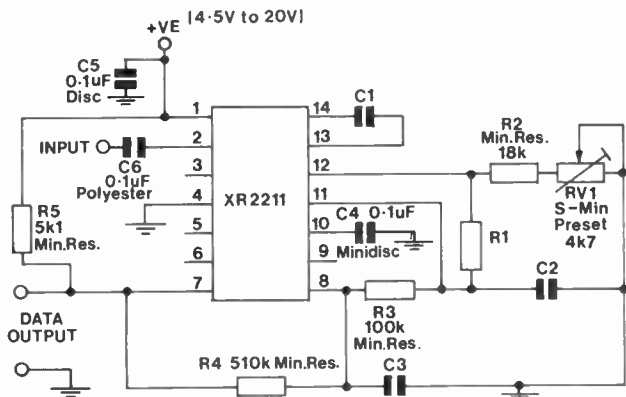 +VE (4·5V to 20V)
C5
0·1uF
Disc
1
14
C1
INPUT
2
13
R2
Min.Res.
18k
C6
0·1uF
Polyester
3
12
XR2211
4
11
RV1
S-Min
Preset
4k7
R5
5k1
Min.Res.
5
10
C4
0·1uF
Minidisc
R1
6
9
7
8
C2
R3
100k
Min.Res.
DATA
OUTPUT
R4 510k Min.Res.
C3